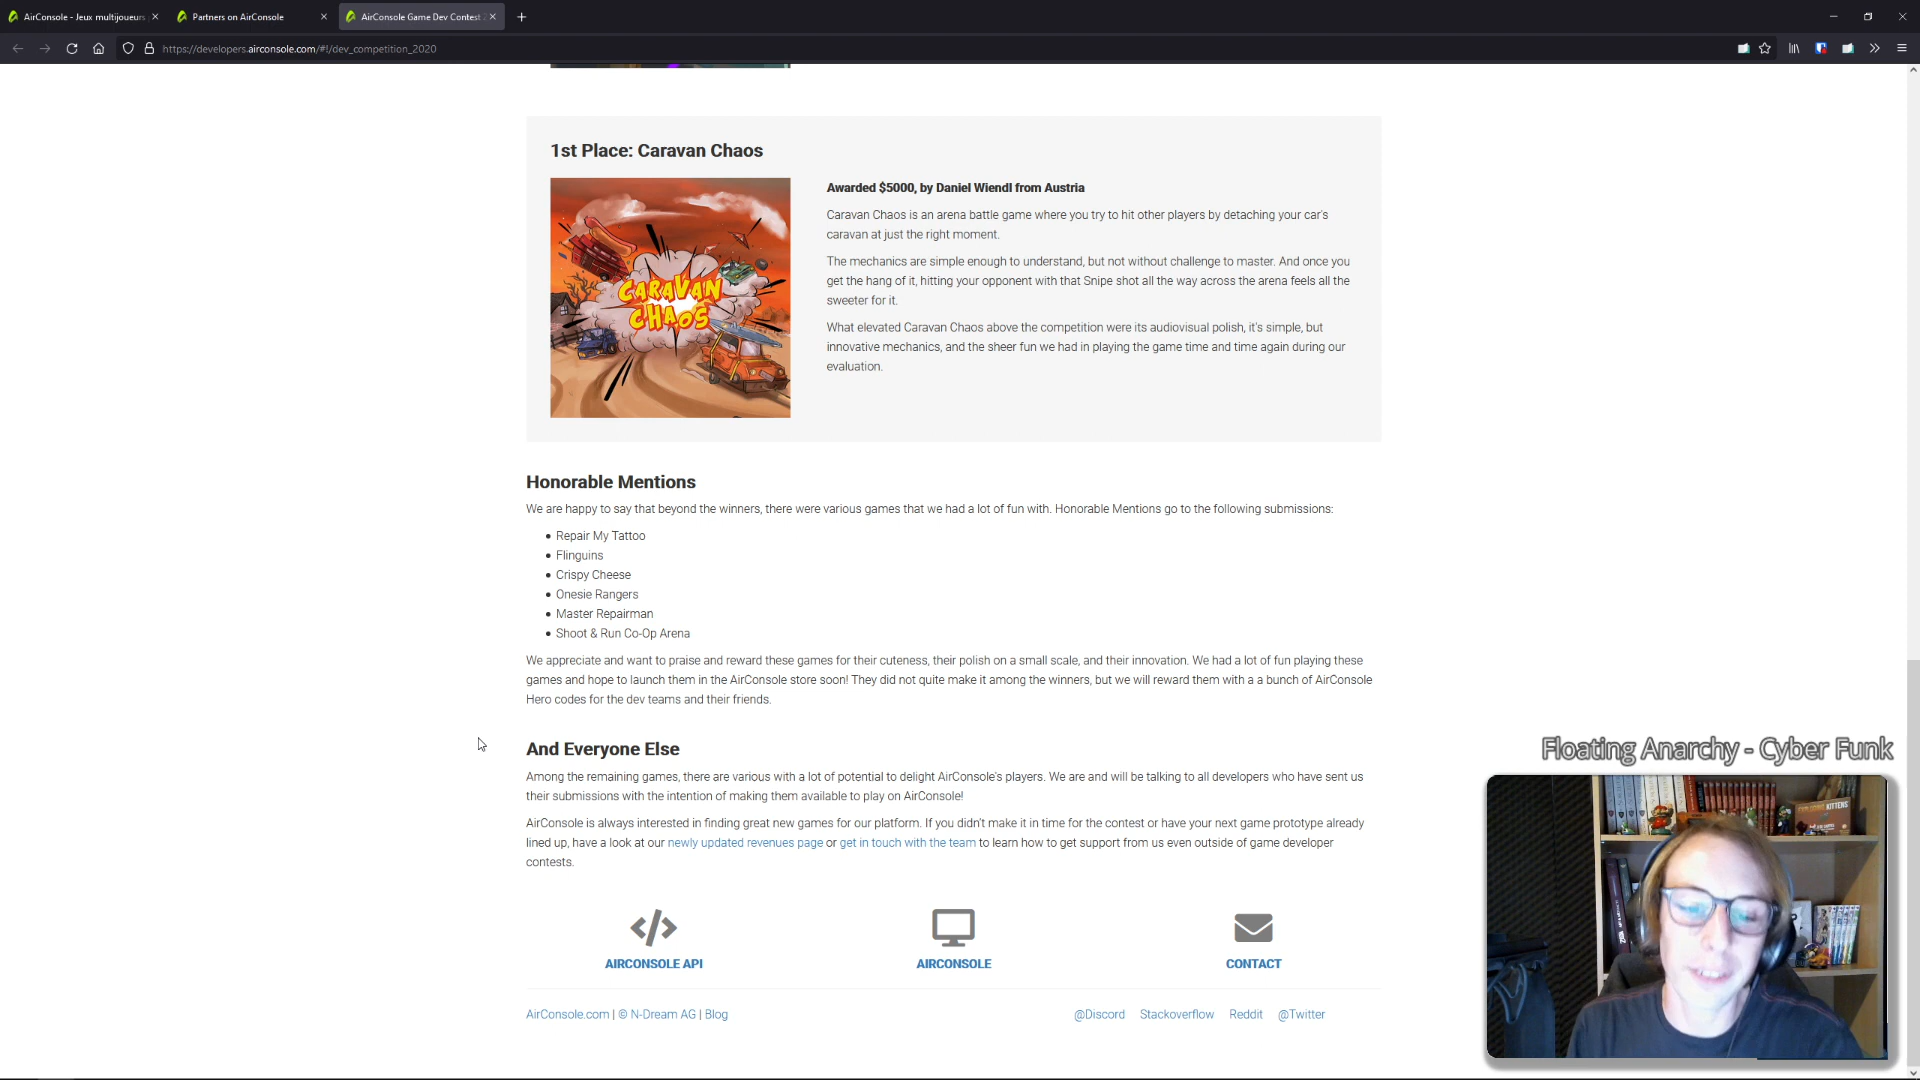 AirConsole - Jeux multijoueurs
Partners on AirConsole
AirConsole Game Dev Contest 2
https://developers.airconsole.com/#!/dev_competition_2020
1st Place: Caravan Chaos
CARAVAN
CHAOS
Awarded $5000, by Daniel Wiendl from Austria
Caravan Chaos is an arena battle game where you try to hit other players by detaching your car's
caravan at just the right moment.
The mechanics are simple enough to understand, but not without challenge to master. And once you
get the hang of it, hitting your opponent with that Snipe shot all the way across the arena feels all the
sweeter for it.
What elevated Caravan Chaos above the competition were its audiovisual polish, it's simple, but
innovative mechanics, and the sheer fun we had in playing the game time and time again during our
evaluation.
Honorable Mentions
We are happy to say that beyond the winners, there were various games that we had a lot of fun with. Honorable Mentions go to the following submissions:
• Repair My Tattoo
• Flinguins
• Crispy Cheese
• Onesie Rangers
• Master Repairman
• Shoot & Run Co-Op Arena
We appreciate and want to praise and reward these games for their cuteness, their polish on a small scale, and their innovation. We had a lot of fun playing these
games and hope to launch them in the AirConsole store soon! They did not quite make it among the winners, but we will reward them with a a bunch of AirConsole
Hero codes for the dev teams and their friends.
And Everyone Else
Among the remaining games, there are various with a lot of potential to delight AirConsole's players. We are and will be talking to all developers who have sent us
their submissions with the intention of making them available to play on AirConsole!
AirConsole is always interested in finding great new games for our platform. If you didn't make it in time for the contest or have your next game prototype already
lined up, have a look at our newly updated revenues page or get in touch with the team to learn how to get support from us even outside of game developer
contests.
AIRCONSOLE API
AIRCONSOLE
CONTACT
AirConsole.com | © N-Dream AG | Blog
@Discord Stackoverflow Reddit @Twitter
Floating Anarchy - Cyber Funk
KITTENS